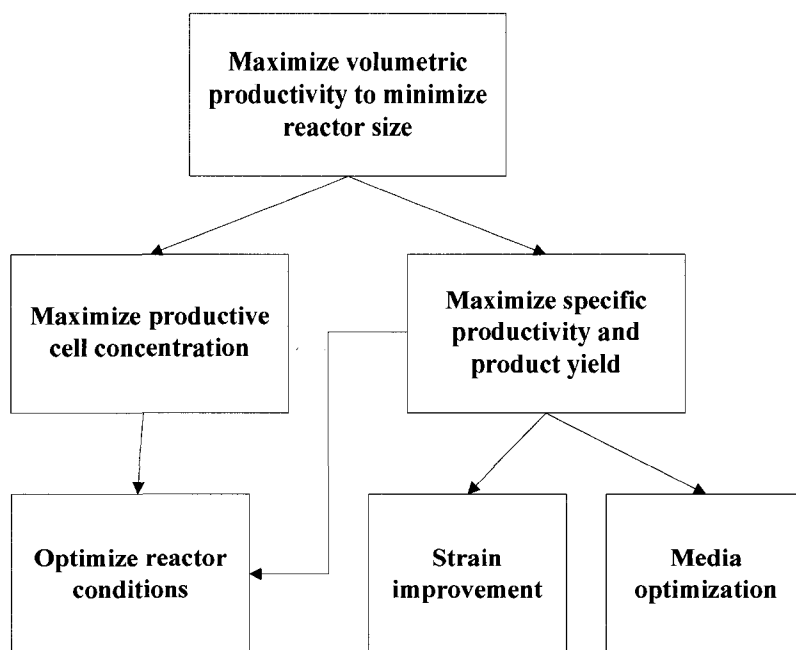 Maximize volumetric
productivity to minimize
reactor size
Maximize productive
cell concentration
Maximize specific
productivity and
product yield
Optimize reactor
conditions
Strain
improvement
Media
optimization